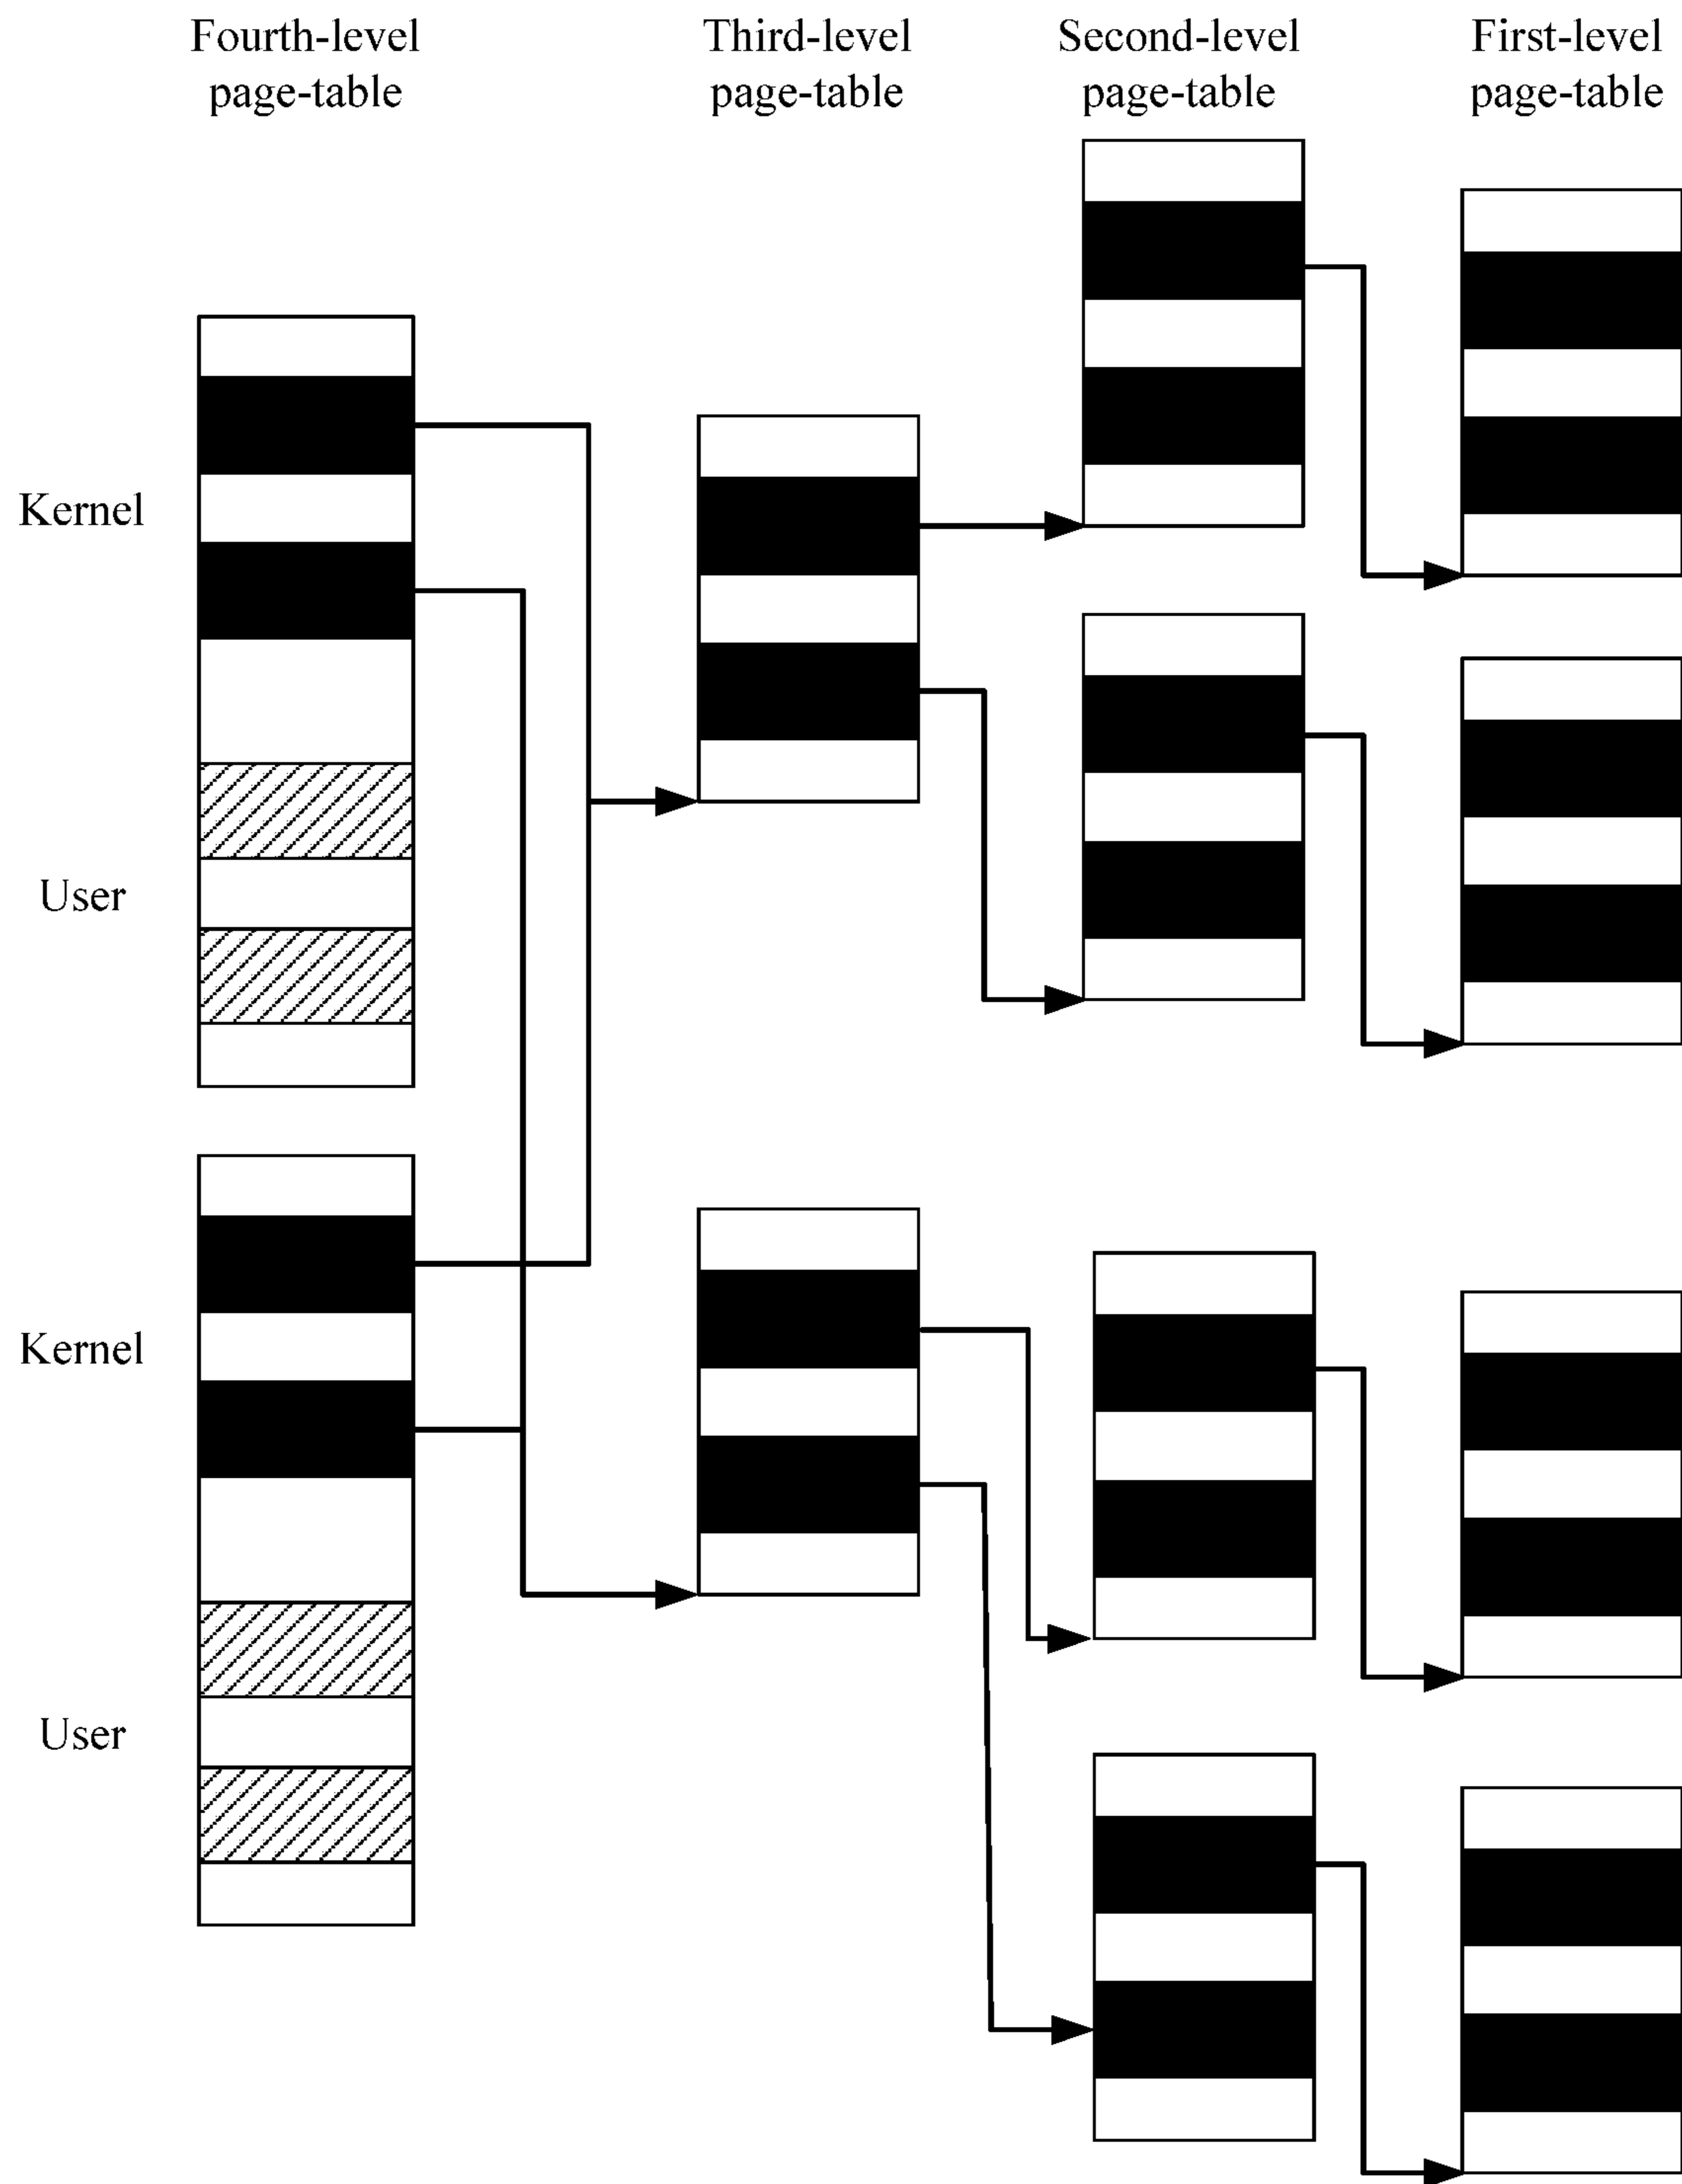 Fourth-level
page-table
Third-level
page-table
Second-level
page-table
First-level
page-table
Kernel
User
Kernel
User